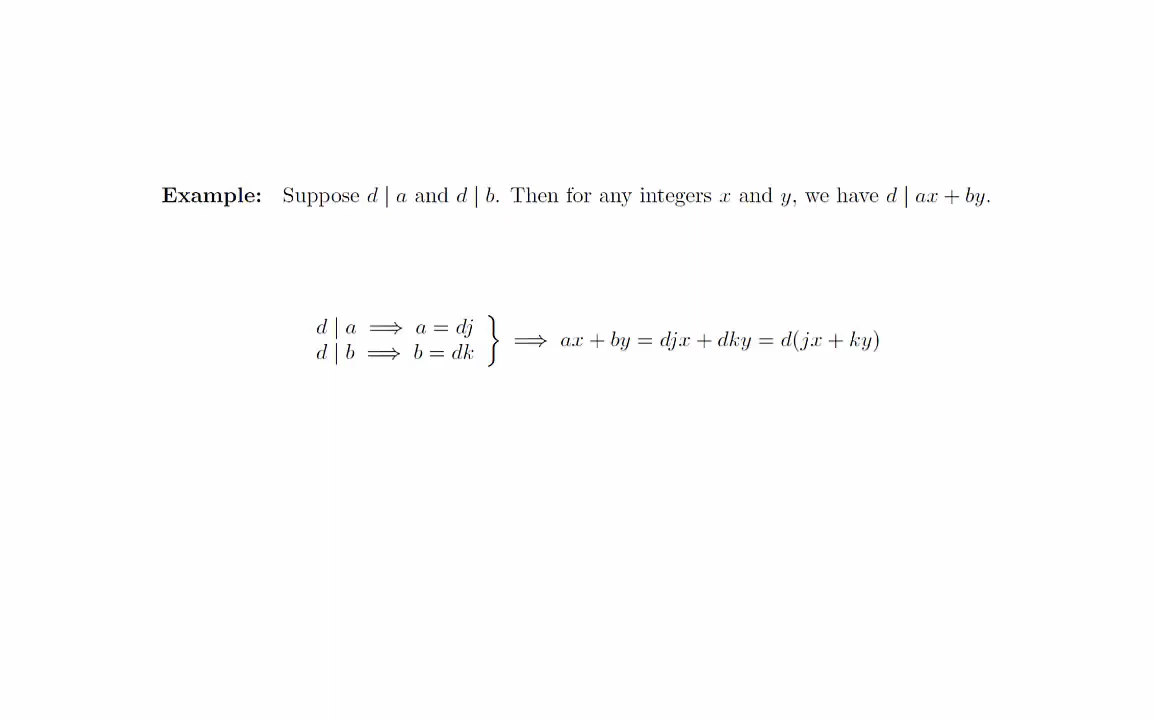 Example: Suppose d | a and d | b. Then for any integers x and y, we have d | ax + by.
d | a ⟹ a = dj
d | b ⟹ b = dk
} ⟹ ax + by = djx + dky = d(jx + ky)